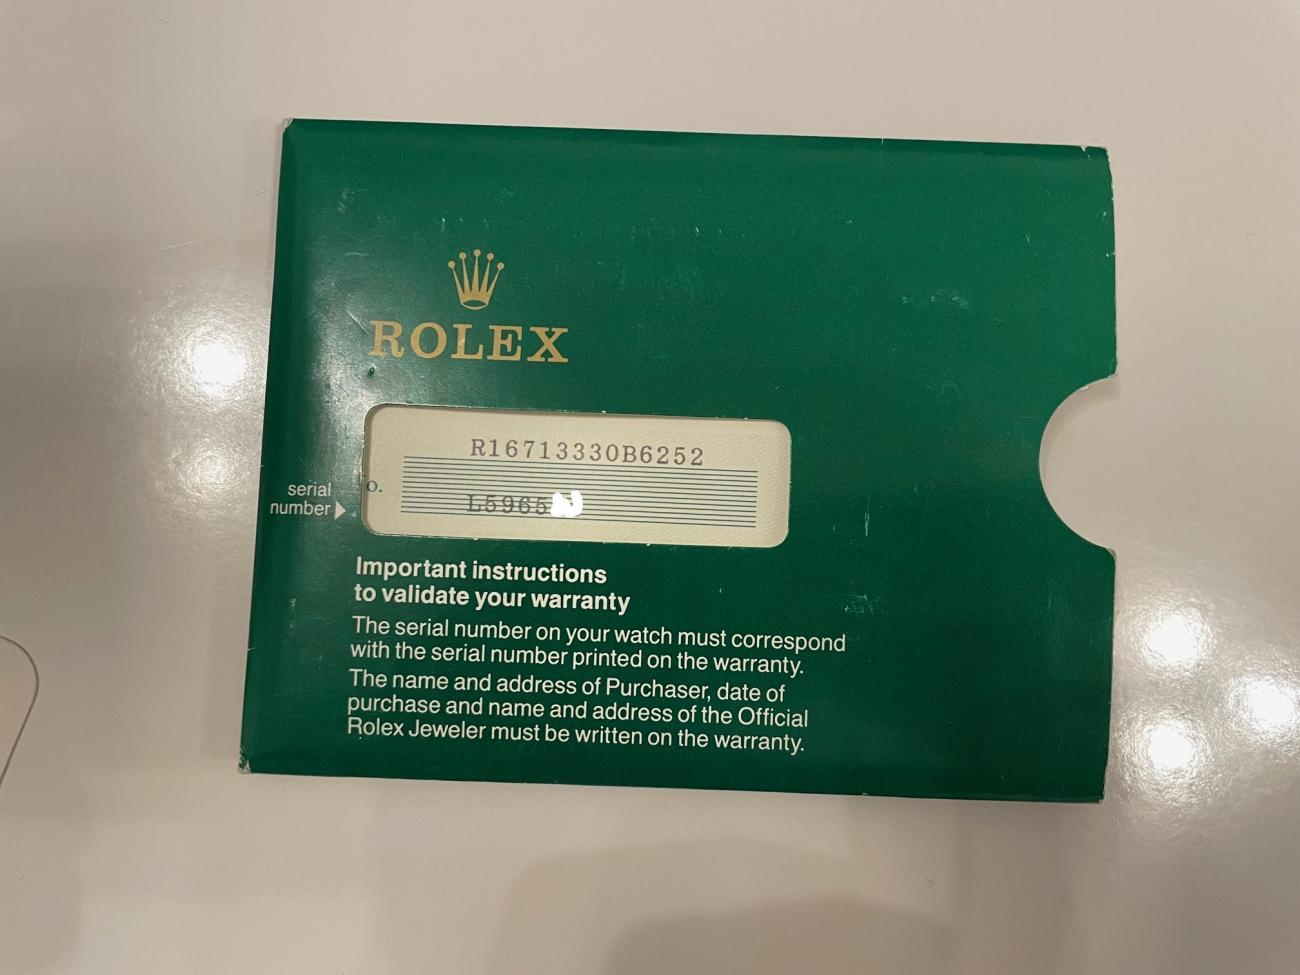 ROLEX
R16713330B6252
o.
serial
number
L5965
Important instructions
to validate your warranty
The serial number on your watch must correspond
with the serial number printed on the warranty.
The name and address of Purchaser, date of
purchase and name and address of the Official
Rolex Jeweler must be written on the warranty.